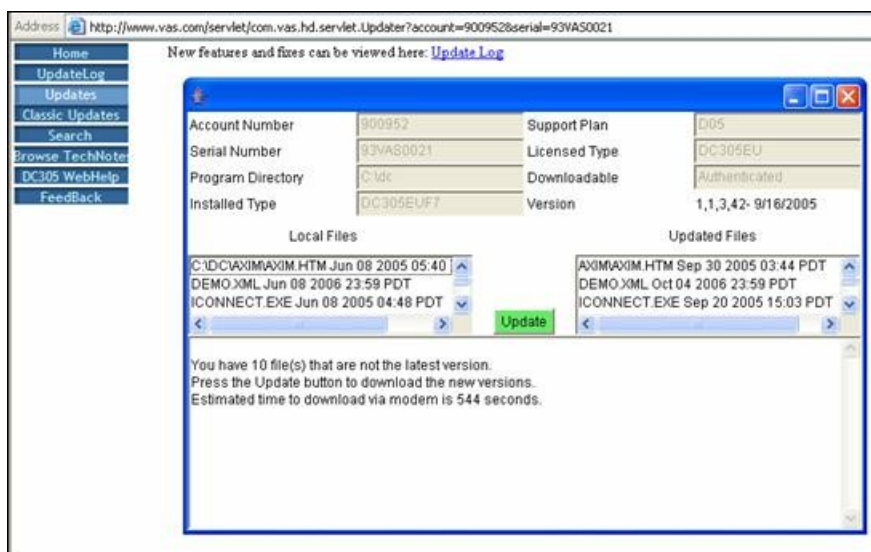 Address http://www.vas.com/servlet/com.vas.hd.servlet.Updater?account=900952&serial=93VAS0021
Home
UpdateLog
Updates
Classic Updates
Search
Browse TechNotes
DC305 WebHelp
FeedBack
New features and fixes can be viewed here: Update Log
Account Number 900952 Support Plan D05
Serial Number 93VAS0021 Licensed Type DC305EU
Program Directory C:\dc Downloadable Authenticated
Installed Type DC305EUF7 Version 1,1,3,42- 9/16/2005
Local Files Updated Files
C:\DC\AXIM\AXIM.HTM Jun 08 2005 05:40
DEMO.XML Jun 08 2006 23:59 PDT
ICONNECT.EXE Jun 08 2005 04:48 PDT
Update
AXIM\AXIM.HTM Sep 30 2005 03:44 PDT
DEMO.XML Oct 04 2006 23:59 PDT
ICONNECT.EXE Sep 20 2005 15:03 PDT
You have 10 file(s) that are not the latest version.
Press the Update button to download the new versions.
Estimated time to download via modem is 544 seconds.